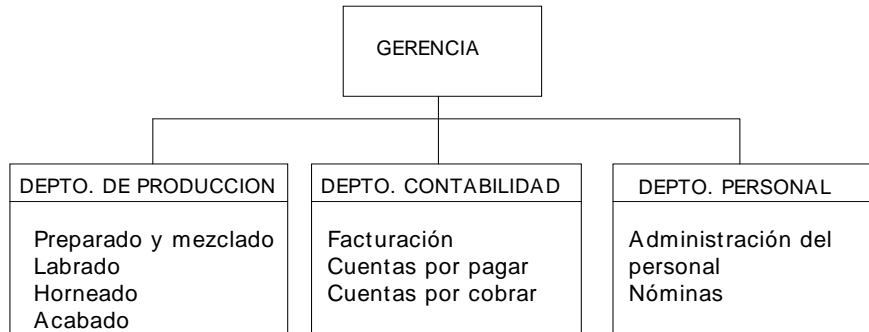 GERENCIA
DEPTO. DE PRODUCCION
Preparado y mezclado
Labrado
Horneado
Acabado
DEPTO. CONTABILIDAD
Facturación
Cuentas por pagar
Cuentas por cobrar
DEPTO. PERSONAL
Administración del
personal
Nóminas